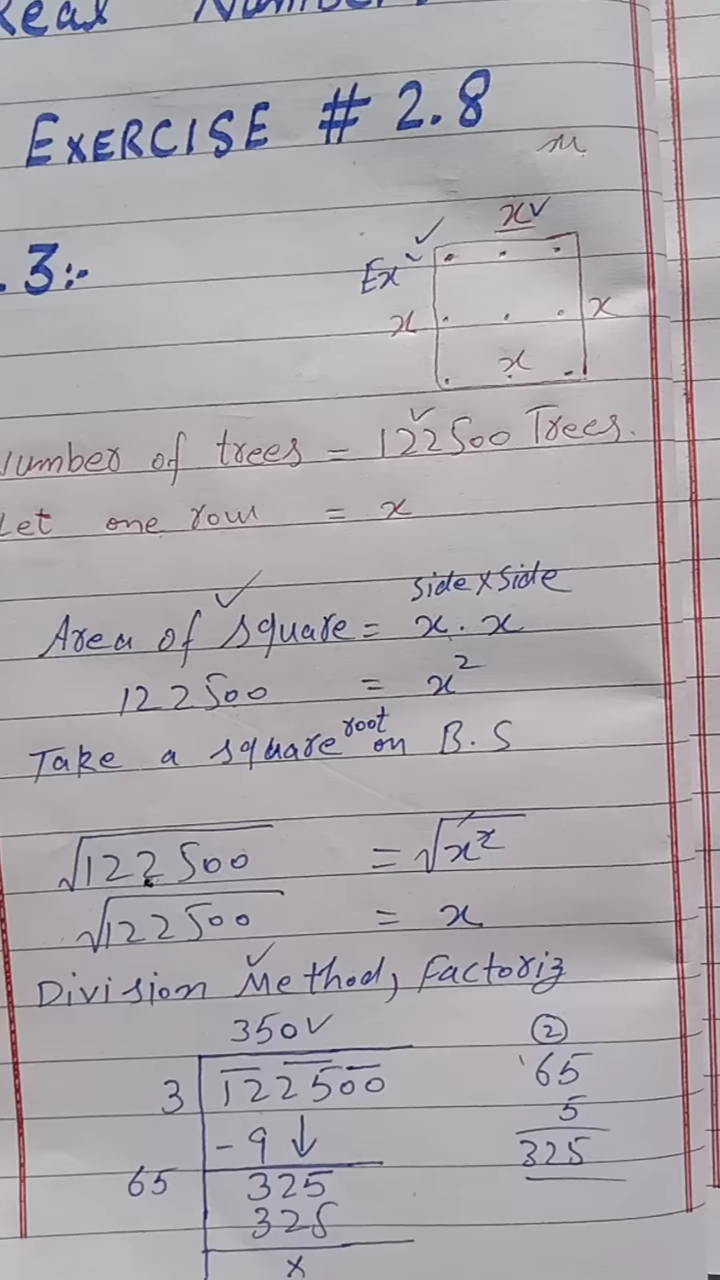 Real Number
EXERCISE # 2.8
x
. 3:-
x✓
Ex
x
x
x
Number of trees = 122500 Trees.
Let one row = x
side x side
Area of square = x . x
122500 = x²
Take a square root on B.S
√122500 = √x²
√122500 = x
Division Method, Factoriz
350✓
②
3 122500
65
- 9 ↓
5
325
65 325
325
x